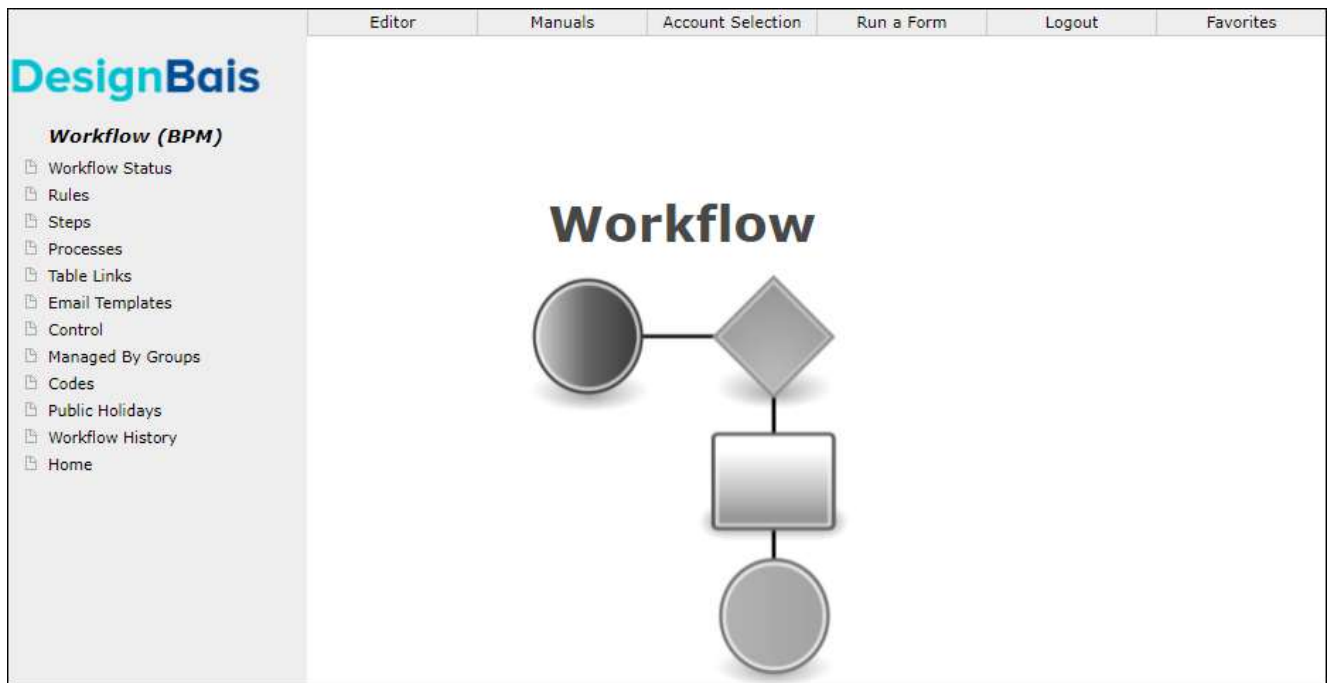 Editor Manuals Account Selection Run a Form Logout Favorites
DesignBais
Workflow (BPM)
Workflow Status
Rules
Steps
Processes
Table Links
Email Templates
Control
Managed By Groups
Codes
Public Holidays
Workflow History
Home
Workflow